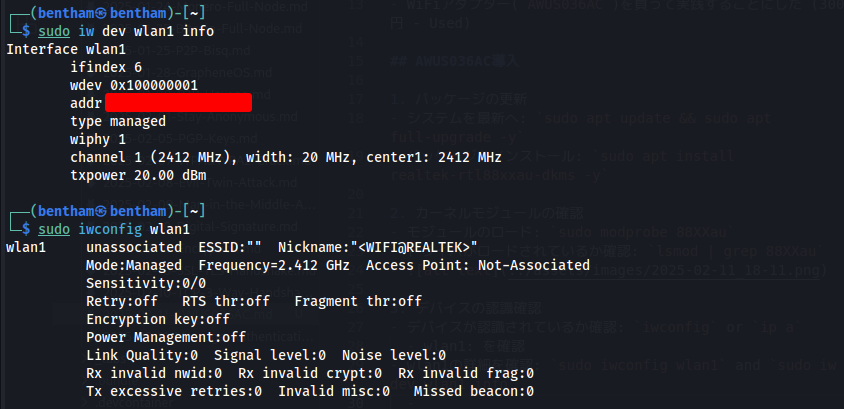 ┌──(bentham㉿bentham)-[~]
└─$ sudo iw dev wlan1 info
Interface wlan1
        ifindex 6
        wdev 0x100000001
        addr
        type managed
        wiphy 1
        channel 1 (2412 MHz), width: 20 MHz, center1: 2412 MHz
        txpower 20.00 dBm
┌──(bentham㉿bentham)-[~]
└─$ sudo iwconfig wlan1
wlan1     unassociated  ESSID:""  Nickname:"<WIFI@REALTEK>"
          Mode:Managed  Frequency=2.412 GHz  Access Point: Not-Associated
          Sensitivity:0/0
          Retry:off   RTS thr:off   Fragment thr:off
          Encryption key:off
          Power Management:off
          Link Quality:0  Signal level:0  Noise level:0
          Rx invalid nwid:0  Rx invalid crypt:0  Rx invalid frag:0
          Tx excessive retries:0  Invalid misc:0   Missed beacon:0